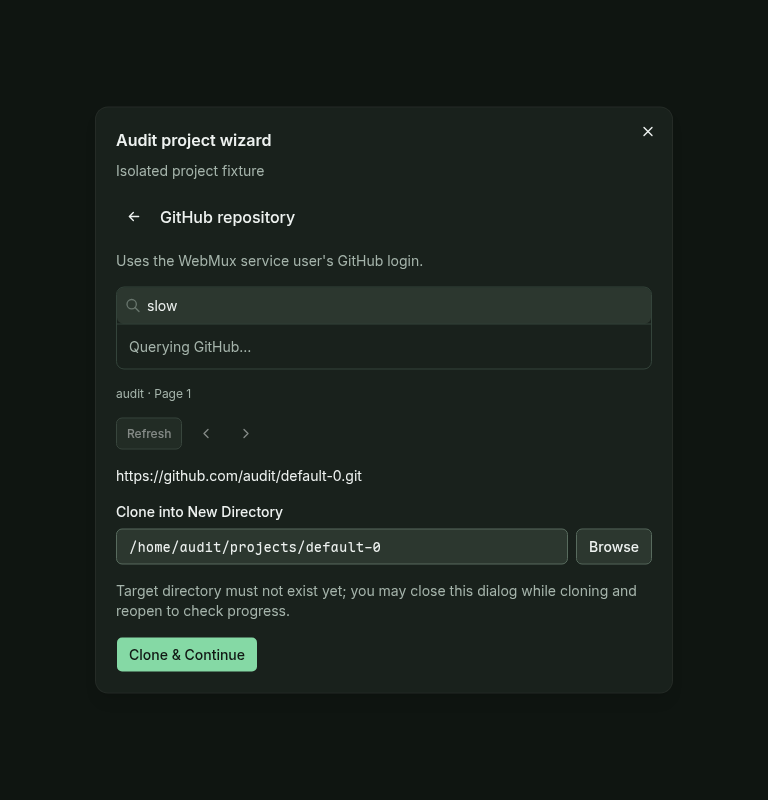 Audit project wizard
Isolated project fixture
GitHub repository
Uses the WebMux service user's GitHub login.
slow
Querying GitHub…
audit · Page 1
Refresh
https://github.com/audit/default-0.git
Clone into New Directory
/home/audit/projects/default-0
Browse
Target directory must not exist yet; you may close this dialog while cloning and
reopen to check progress.
Clone & Continue